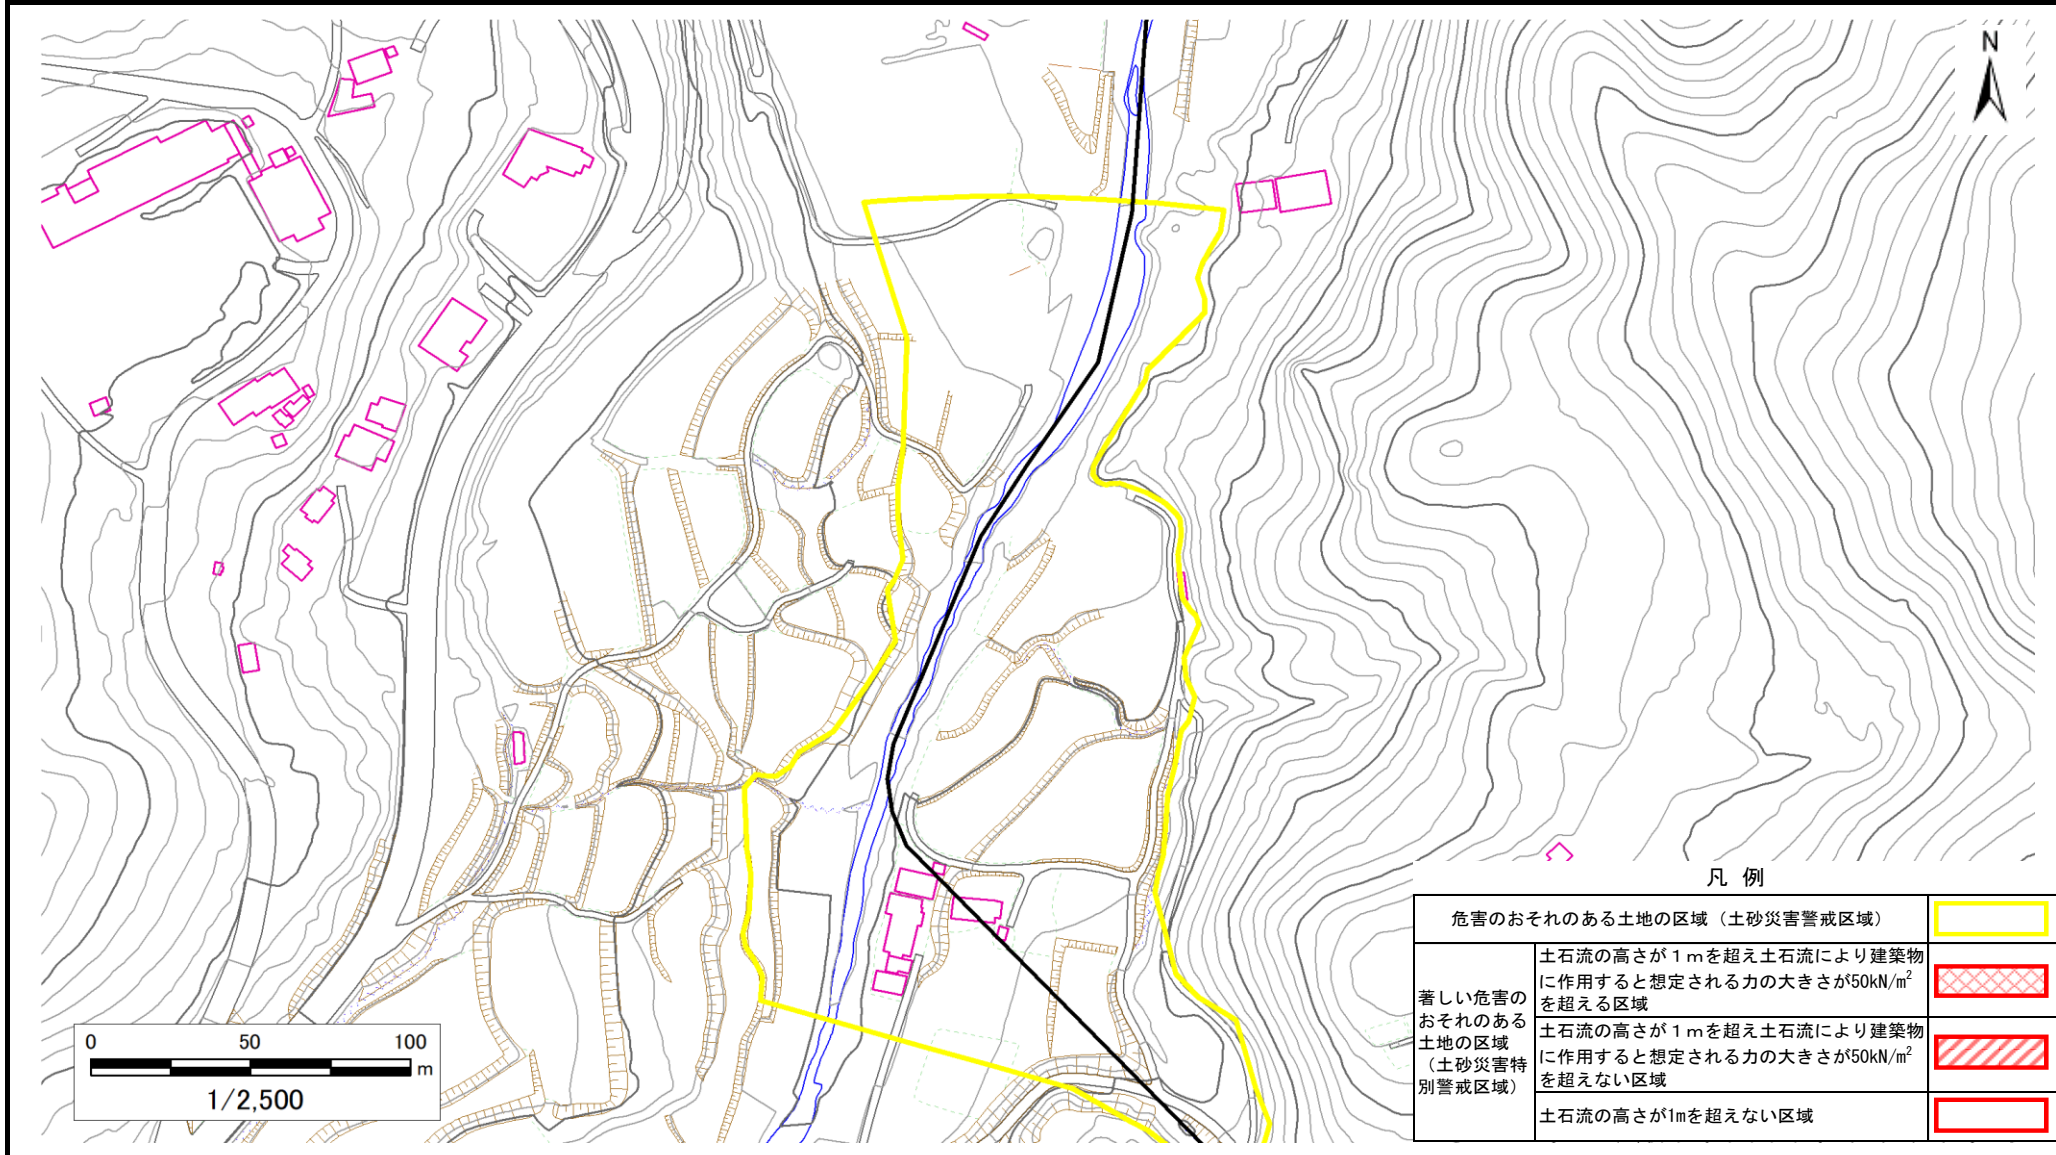 N
凡 例
危害のおそれのある土地の区域（土砂災害警戒区域）
著しい危害の
おそれのある
土地の区域
（土砂災害特
別警戒区域）
土石流の高さが１ｍを超え土石流により建築物
に作用すると想定される力の大きさが50kN/m²
を超える区域
土石流の高さが１ｍを超え土石流により建築物
に作用すると想定される力の大きさが50kN/m²
を超えない区域
土石流の高さが1mを超えない区域
0 50 100
m
1/2,500